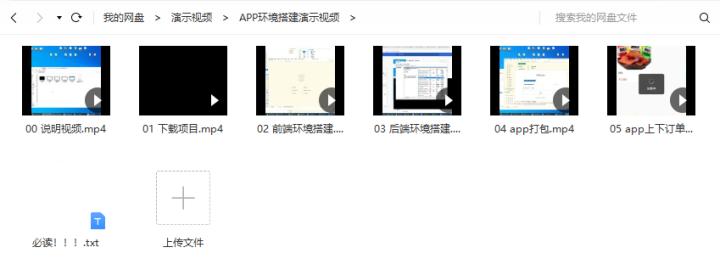 我的网盘 > 演示视频 > APP环境搭建演示视频 >
搜索我的网盘文件
00 说明视频.mp4
01 下载项目.mp4
02 前端环境搭建....
03 后端环境搭建....
04 app打包.mp4
05 app上下订单...
必读！！！.txt
上传文件